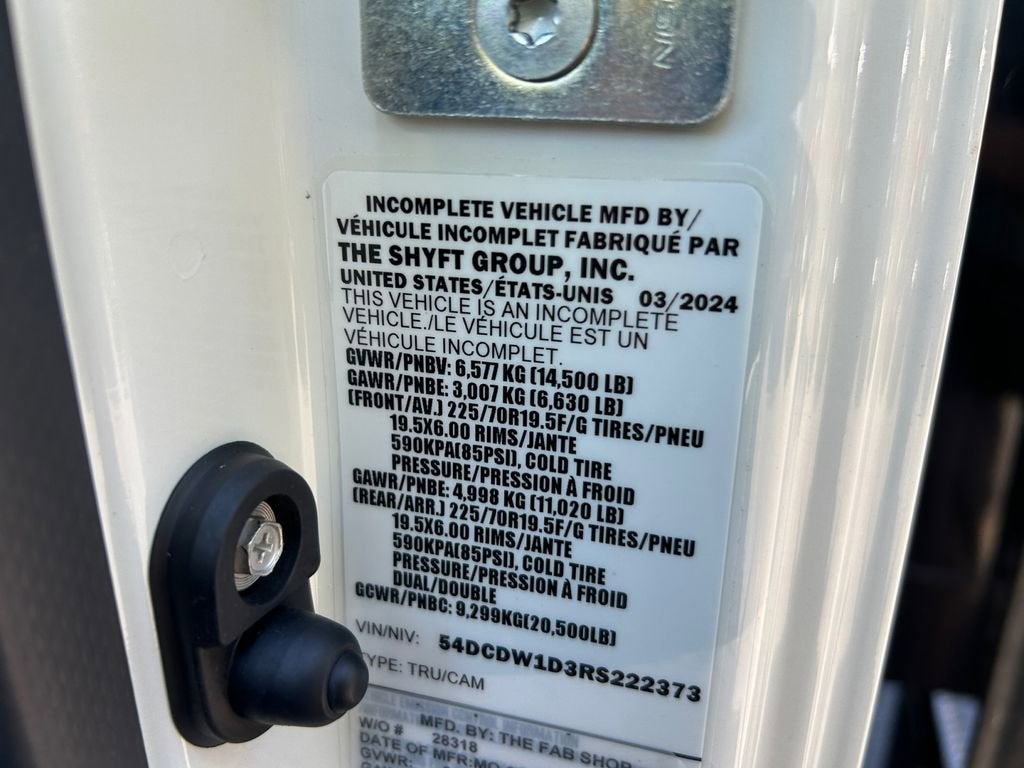 INCOMPLETE VEHICLE MFD BY/
VÉHICULE INCOMPLET FABRIQUÉ PAR
THE SHYFT GROUP, INC.
UNITED STATES/ÉTATS-UNIS 03/2024
THIS VEHICLE IS AN INCOMPLETE
VEHICLE./LE VÉHICULE EST UN
VÉHICULE INCOMPLET.
GVWR/PNBV: 6,577 KG (14,500 LB)
GAWR/PNBE: 3,007 KG (6,630 LB)
(FRONT/AV.) 225/70R19.5F/G TIRES/PNEU
19.5X6.00 RIMS/JANTE
590KPA(85PSI), COLD TIRE
PRESSURE/PRESSION À FROID
GAWR/PNBE: 4,998 KG (11,020 LB)
(REAR/ARR.) 225/70R19.5F/G TIRES/PNEU
19.5X6.00 RIMS/JANTE
590KPA(85PSI), COLD TIRE
PRESSURE/PRESSION À FROID
DUAL/DOUBLE
GCWR/PNBC: 9,299KG(20,500LB)
VIN/NIV: 54DCDW1D3RS222373
TYPE: TRU/CAM
MFD. BY: THE FAB SHOP
W/O # 28318
DATE OF MFR:MO
GVWR: